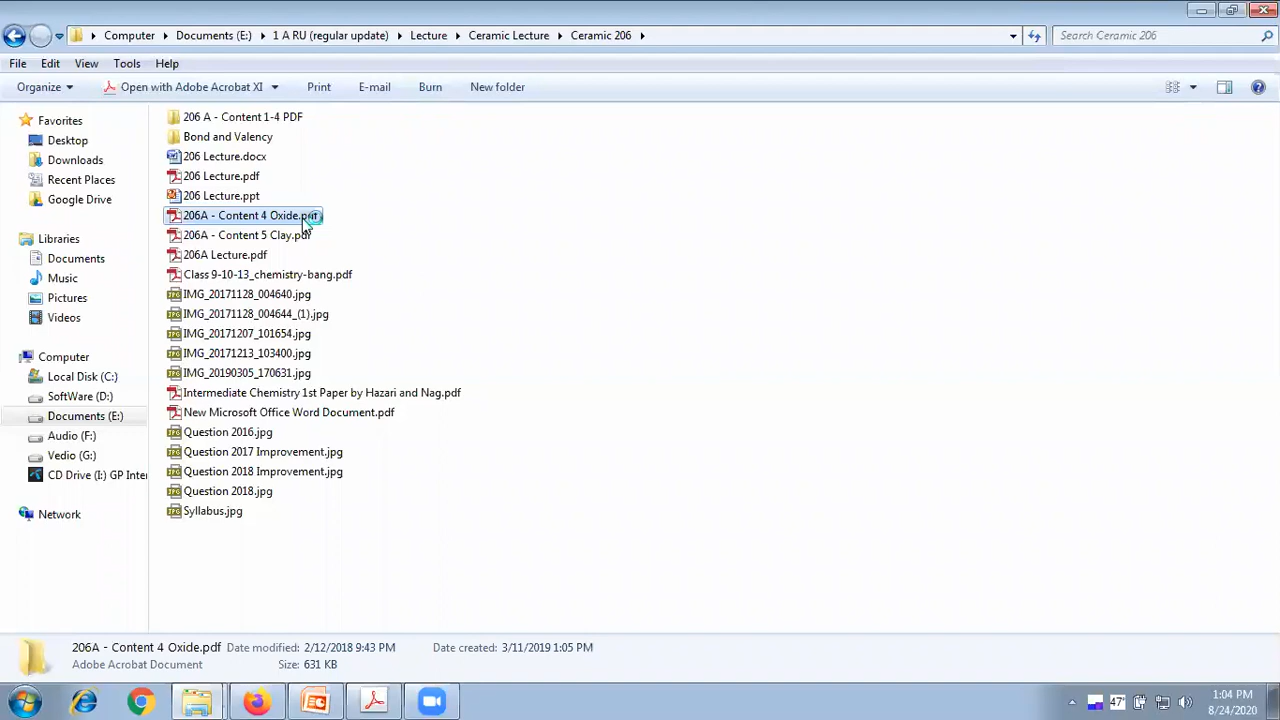 Computer Documents (E:) 1 A RU (regular update) Lecture Ceramic Lecture Ceramic 206 Search Ceramic 206
File Edit View Tools Help
Organize Open with Adobe Acrobat XI Print E-mail Burn New folder
Favorites
Desktop
Downloads
Recent Places
Google Drive
Libraries
Documents
Music
Pictures
Videos
Computer
Local Disk (C:)
SoftWare (D:)
Documents (E:)
Audio (F:)
Vedio (G:)
CD Drive (I:) GP Inter
Network
206 A - Content 1-4 PDF
Bond and Valency
206 Lecture.docx
206 Lecture.pdf
206 Lecture.ppt
206A - Content 4 Oxide.pdf
206A - Content 5 Clay.pdf
206A Lecture.pdf
Class 9-10-13_chemistry-bang.pdf
IMG_20171128_004640.jpg
IMG_20171128_004644_(1).jpg
IMG_20171207_101654.jpg
IMG_20171213_103400.jpg
IMG_20190305_170631.jpg
Intermediate Chemistry 1st Paper by Hazari and Nag.pdf
New Microsoft Office Word Document.pdf
Question 2016.jpg
Question 2017 Improvement.jpg
Question 2018 Improvement.jpg
Question 2018.jpg
Syllabus.jpg
206A - Content 4 Oxide.pdf Date modified: 2/12/2018 9:43 PM Date created: 3/11/2019 1:05 PM
Adobe Acrobat Document Size: 631 KB
47°
1:04 PM
8/24/2020